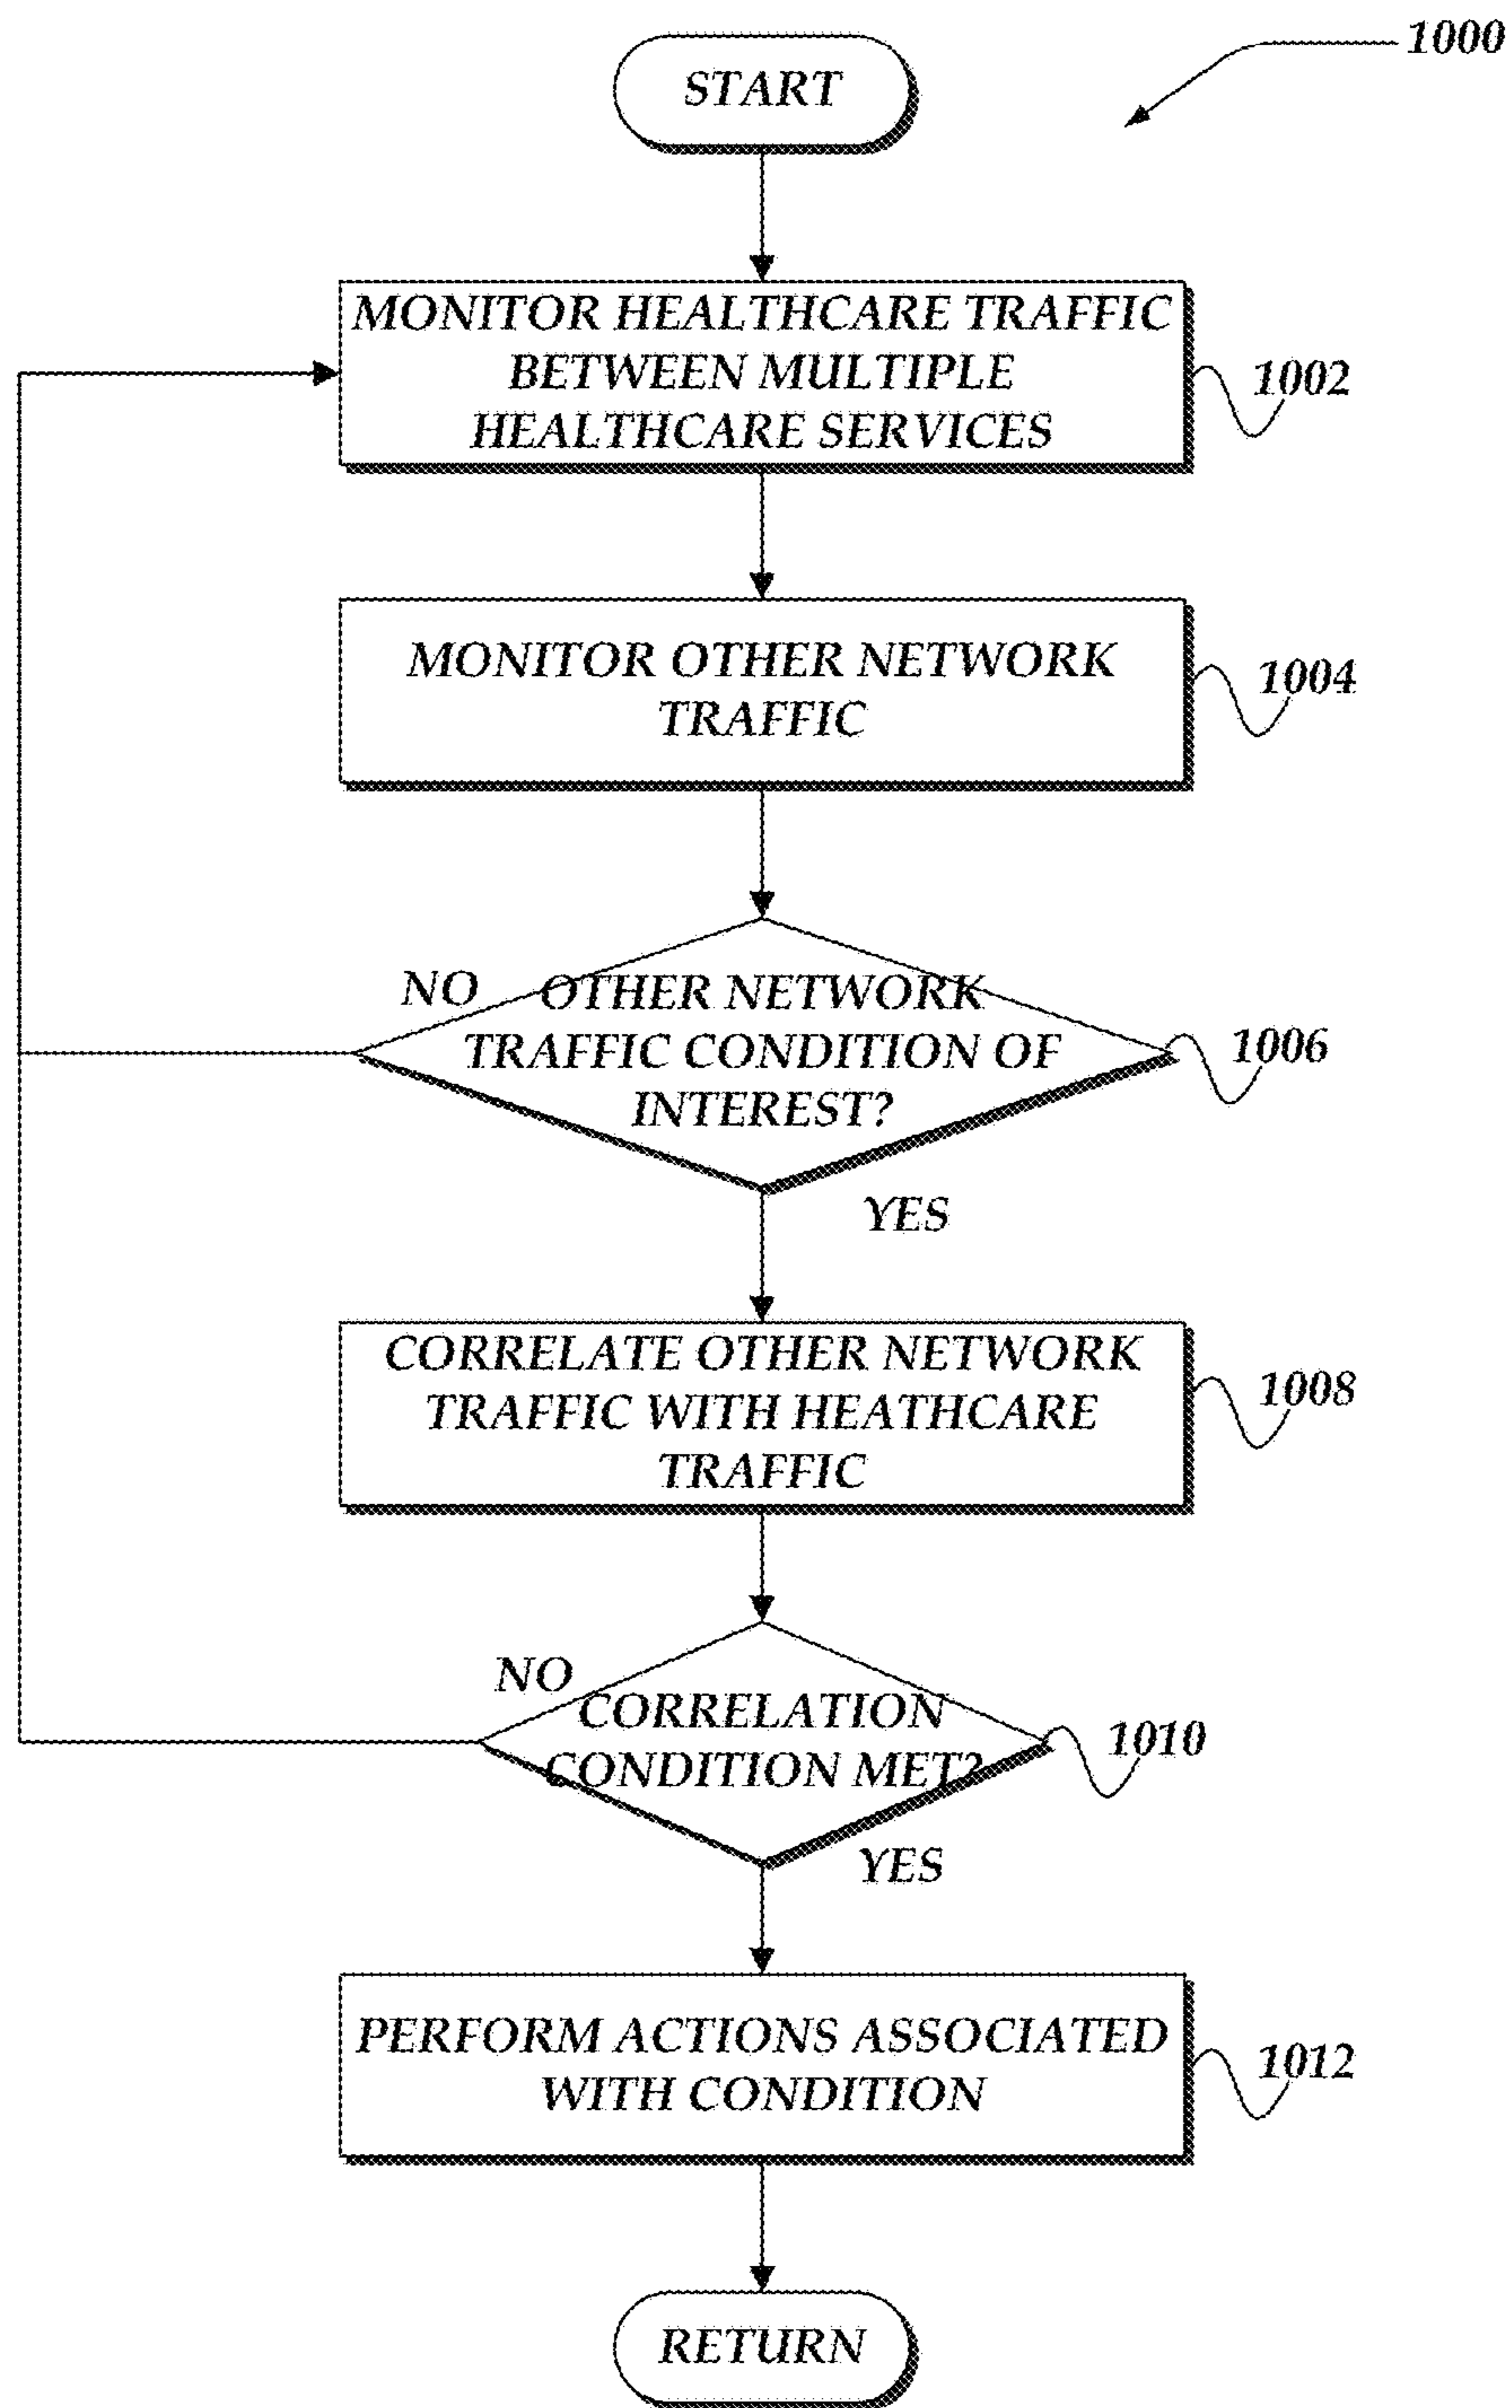 1000
START
MONITOR HEALTHCARE TRAFFIC
BETWEEN MULTIPLE
HEALTHCARE SERVICES
1002
MONITOR OTHER NETWORK
TRAFFIC
1004
NO
OTHER NETWORK
TRAFFIC CONDITION OF
INTEREST?
1006
YES
CORRELATE OTHER NETWORK
TRAFFIC WITH HEATHCARE
TRAFFIC
1008
NO
CORRELATION
CONDITION MET?
1010
YES
PERFORM ACTIONS ASSOCIATED
WITH CONDITION
1012
RETURN